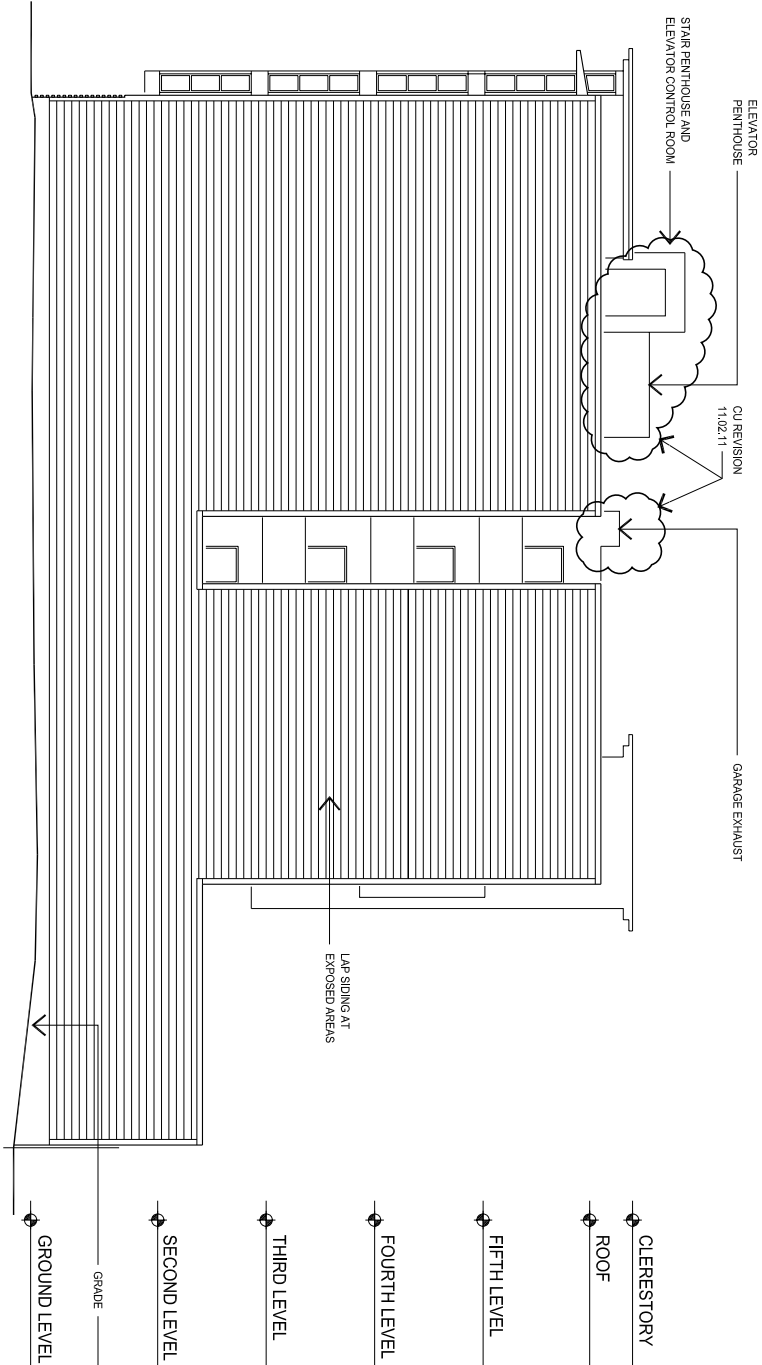 ELEVATOR
PENTHOUSE
STAIR PENTHOUSE AND
ELEVATOR CONTROL ROOM
CU REVISION
11.02.11
GARAGE EXHAUST
LAP SIDING AT
EXPOSED AREAS
CLERESTORY
ROOF
FIFTH LEVEL
FOURTH LEVEL
THIRD LEVEL
SECOND LEVEL
GRADE
GROUND LEVEL